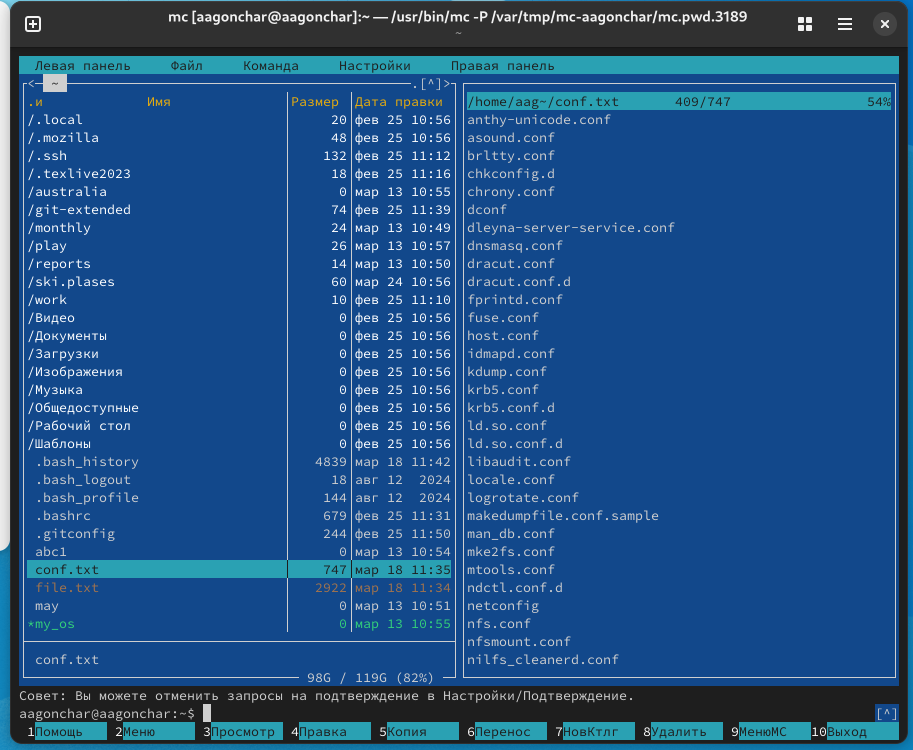 mc [aagonchar@aagonchar]:~ — /usr/bin/mc -P /var/tmp/mc-aagonchar/mc.pwd.3189
~
Левая панель Файл Команда Настройки Правая панель
<─ ~ .[^]>
.и Имя Размер Дата правки
/.local 20 фев 25 10:56
/.mozilla 48 фев 25 10:56
/.ssh 132 фев 25 11:12
/.texlive2023 18 фев 25 11:16
/australia 0 мар 13 10:55
/git-extended 74 фев 25 11:39
/monthly 24 мар 13 10:49
/play 26 мар 13 10:57
/reports 14 мар 13 10:50
/ski.plases 60 мар 24 10:56
/work 10 фев 25 11:10
/Видео 0 фев 25 10:56
/Документы 0 фев 25 10:56
/Загрузки 0 фев 25 10:56
/Изображения 0 фев 25 10:56
/Музыка 0 фев 25 10:56
/Общедоступные 0 фев 25 10:56
/Рабочий стол 0 фев 25 10:56
/Шаблоны 0 фев 25 10:56
.bash_history 4839 мар 18 11:42
.bash_logout 18 авг 12 2024
.bash_profile 144 авг 12 2024
.bashrc 679 фев 25 11:31
.gitconfig 244 фев 25 11:50
abc1 0 мар 13 10:54
conf.txt 747 мар 18 11:35
file.txt 2922 мар 18 11:34
may 0 мар 13 10:51
*my_os 0 мар 13 10:55
conf.txt
98G / 119G (82%)
/home/aag~/conf.txt 409/747 54%
anthy-unicode.conf
asound.conf
brltty.conf
chkconfig.d
chrony.conf
dconf
dleyna-server-service.conf
dnsmasq.conf
dracut.conf
dracut.conf.d
fprintd.conf
fuse.conf
host.conf
idmapd.conf
kdump.conf
krb5.conf
krb5.conf.d
ld.so.conf
ld.so.conf.d
libaudit.conf
locale.conf
logrotate.conf
makedumpfile.conf.sample
man_db.conf
mke2fs.conf
mtools.conf
ndctl.conf.d
netconfig
nfs.conf
nfsmount.conf
nilfs_cleanerd.conf
Совет: Вы можете отменить запросы на подтверждение в Настройки/Подтверждение.
aagonchar@aagonchar:~$ [^]
1Помощь 2Меню 3Просмотр 4Правка 5Копия 6Перенос 7НовКтлг 8Удалить 9МенюMC 10Выход